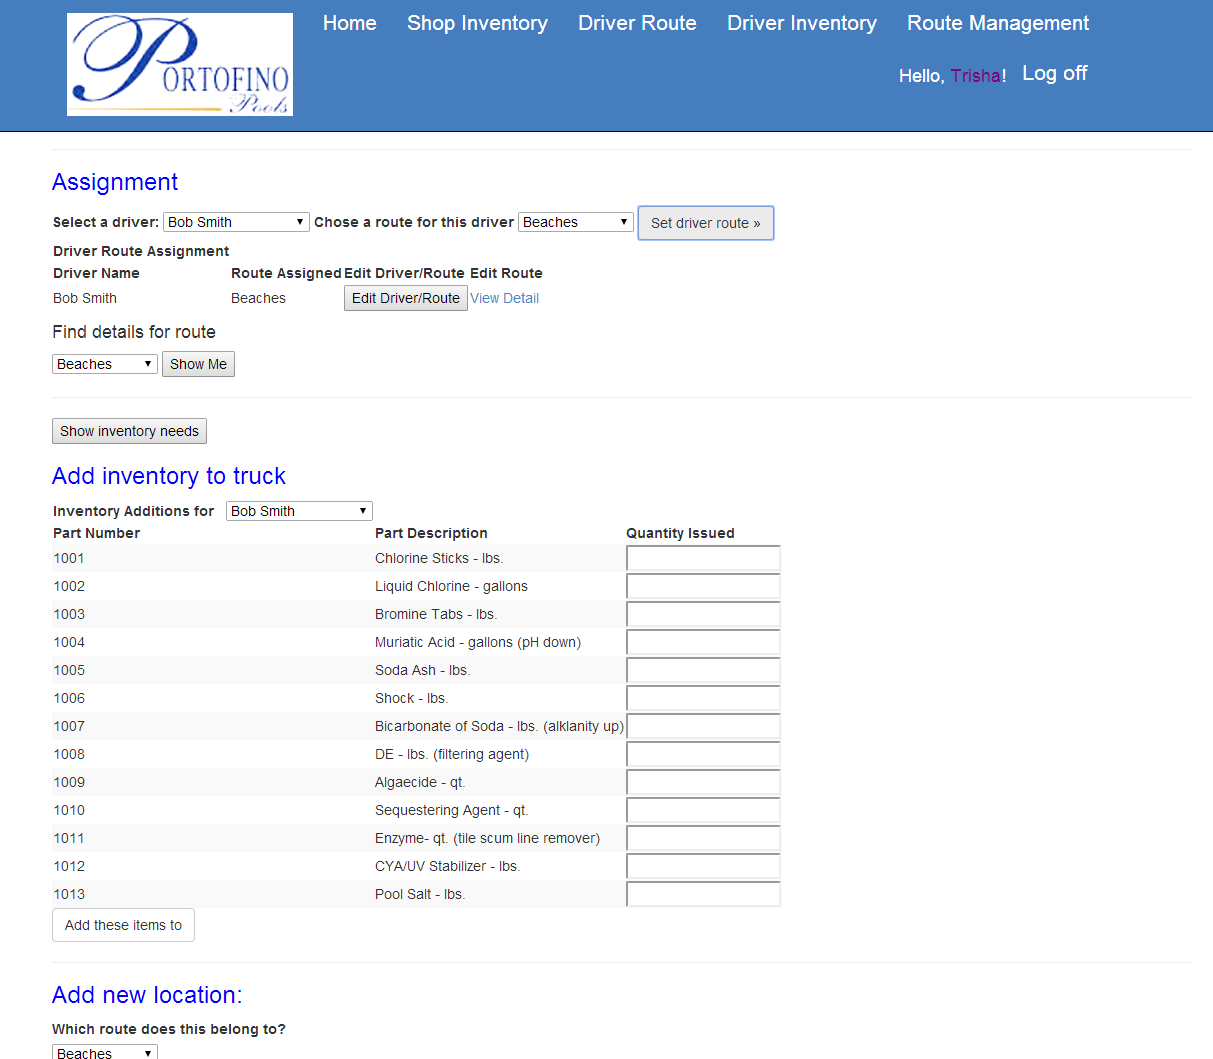 Home Shop Inventory Driver Route Driver Inventory Route Management
PORTOFINO
Pools
Hello, Trisha! Log off
Assignment
Select a driver: Bob Smith Chose a route for this driver Beaches Set driver route »
Driver Route Assignment
Driver Name Route Assigned Edit Driver/Route Edit Route
Bob Smith Beaches Edit Driver/Route View Detail
Find details for route
Beaches Show Me
Show inventory needs
Add inventory to truck
Inventory Additions for Bob Smith
Part Number Part Description Quantity Issued
1001 Chlorine Sticks - lbs.
1002 Liquid Chlorine - gallons
1003 Bromine Tabs - lbs.
1004 Muriatic Acid - gallons (pH down)
1005 Soda Ash - lbs.
1006 Shock - lbs.
1007 Bicarbonate of Soda - lbs. (alklanity up)
1008 DE - lbs. (filtering agent)
1009 Algaecide - qt.
1010 Sequestering Agent - qt.
1011 Enzyme- qt. (tile scum line remover)
1012 CYA/UV Stabilizer - lbs.
1013 Pool Salt - lbs.
Add these items to
Add new location:
Which route does this belong to?
Beaches